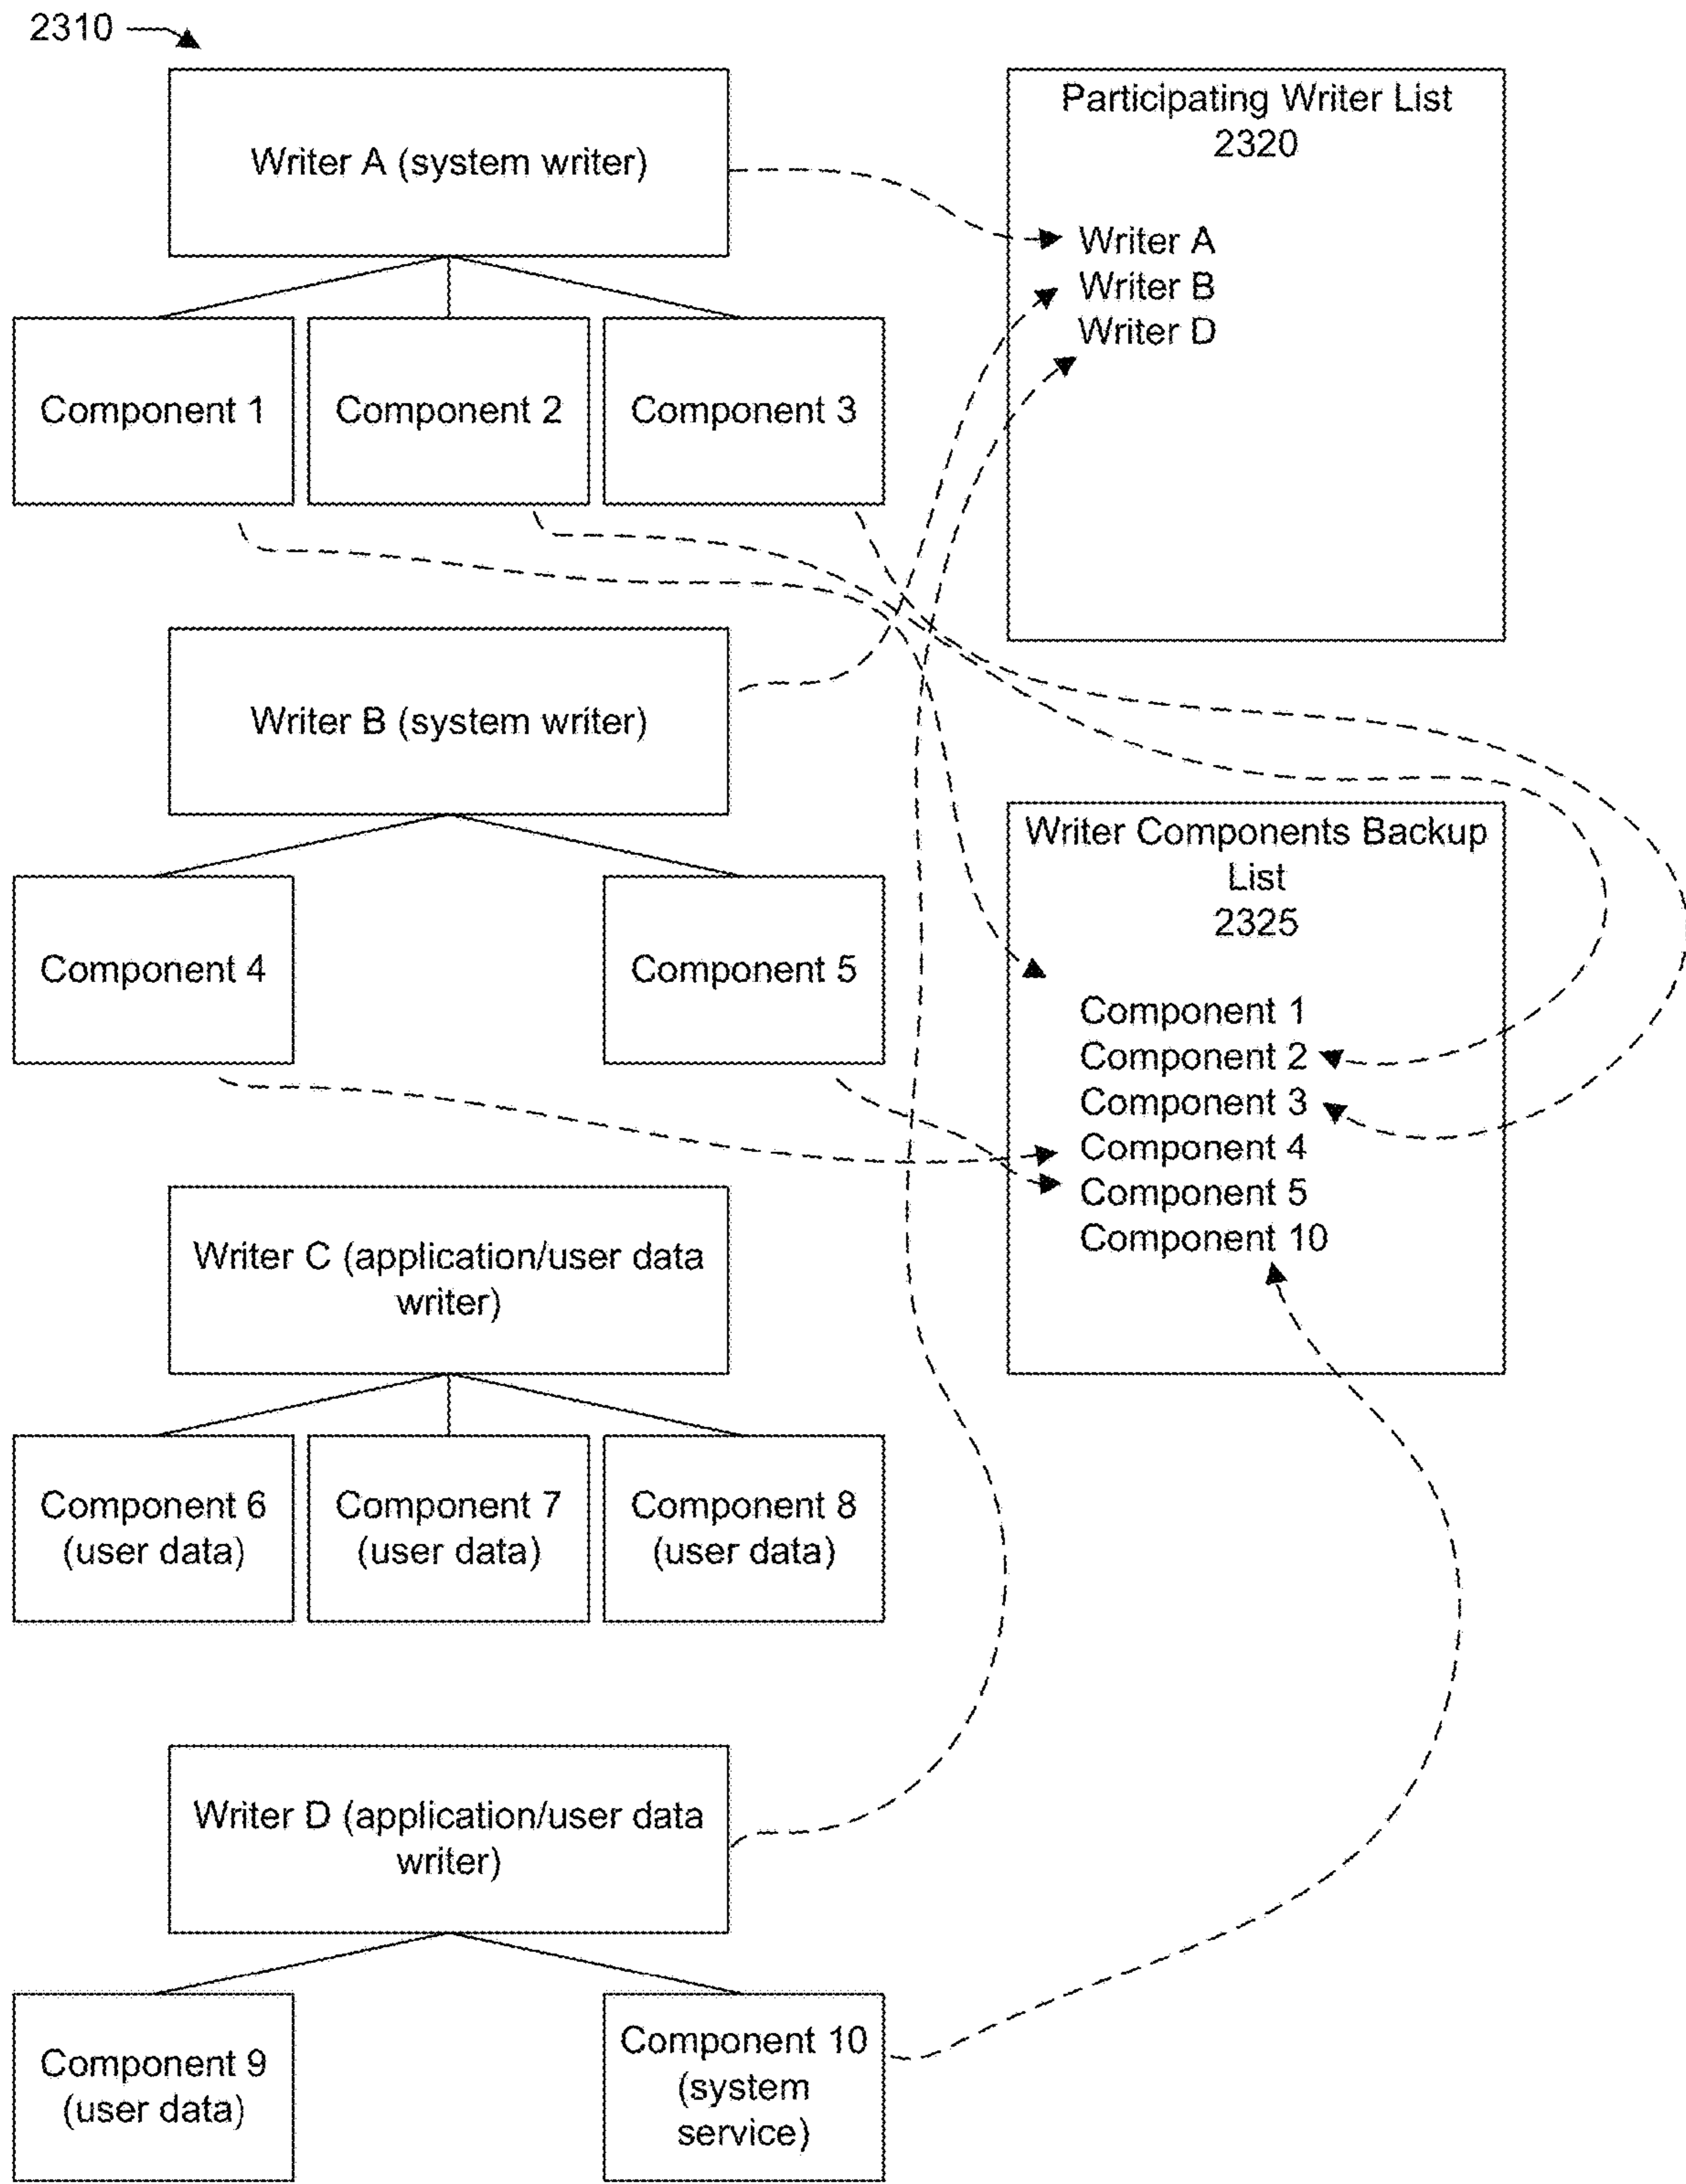 2310
Writer A (system writer)
Component 1
Component 2
Component 3
Writer B (system writer)
Component 4
Component 5
Writer C (application/user data
writer)
Component 6
(user data)
Component 7
(user data)
Component 8
(user data)
Writer D (application/user data
writer)
Component 9
(user data)
Component 10
(system
service)
Participating Writer List
2320
Writer A
Writer B
Writer D
Writer Components Backup
List
2325
Component 1
Component 2
Component 3
Component 4
Component 5
Component 10